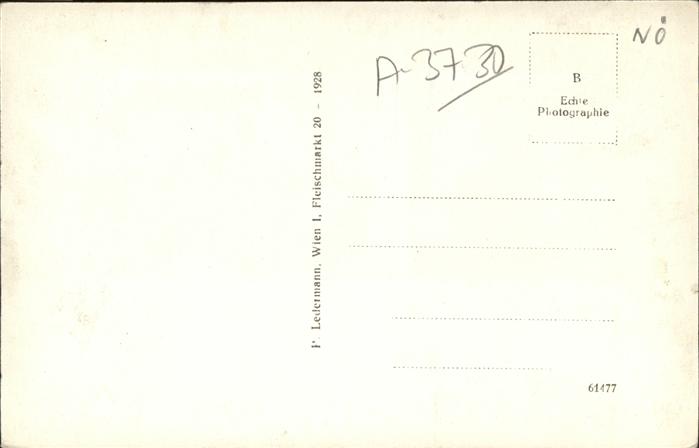 NÖ
A-3730
B
Echte
Photographie
P. Ledermann, Wien I, Fleischmarkt 20 - 1928
61477